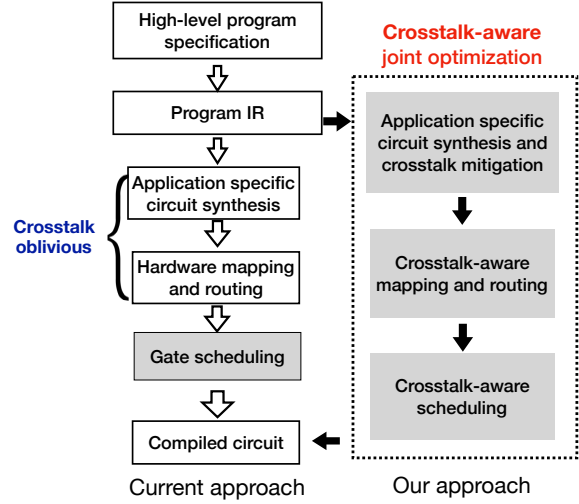 High-level program
specification
Program IR
Application specific
circuit synthesis
Hardware mapping
and routing
Gate scheduling
Compiled circuit
Current approach
Crosstalk
oblivious
Crosstalk-aware
joint optimization
Application specific
circuit synthesis and
crosstalk mitigation
Crosstalk-aware
mapping and routing
Crosstalk-aware
scheduling
Our approach